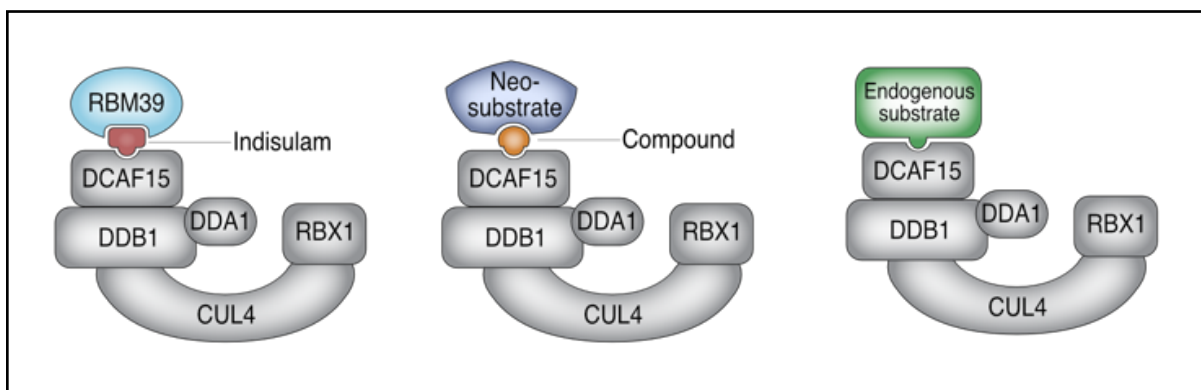 RBM39
Indisulam
DCAF15
DDB1
DDA1
RBX1
CUL4
Neo-
substrate
Compound
DCAF15
DDB1
DDA1
RBX1
CUL4
Endogenous
substrate
DCAF15
DDB1
DDA1
RBX1
CUL4